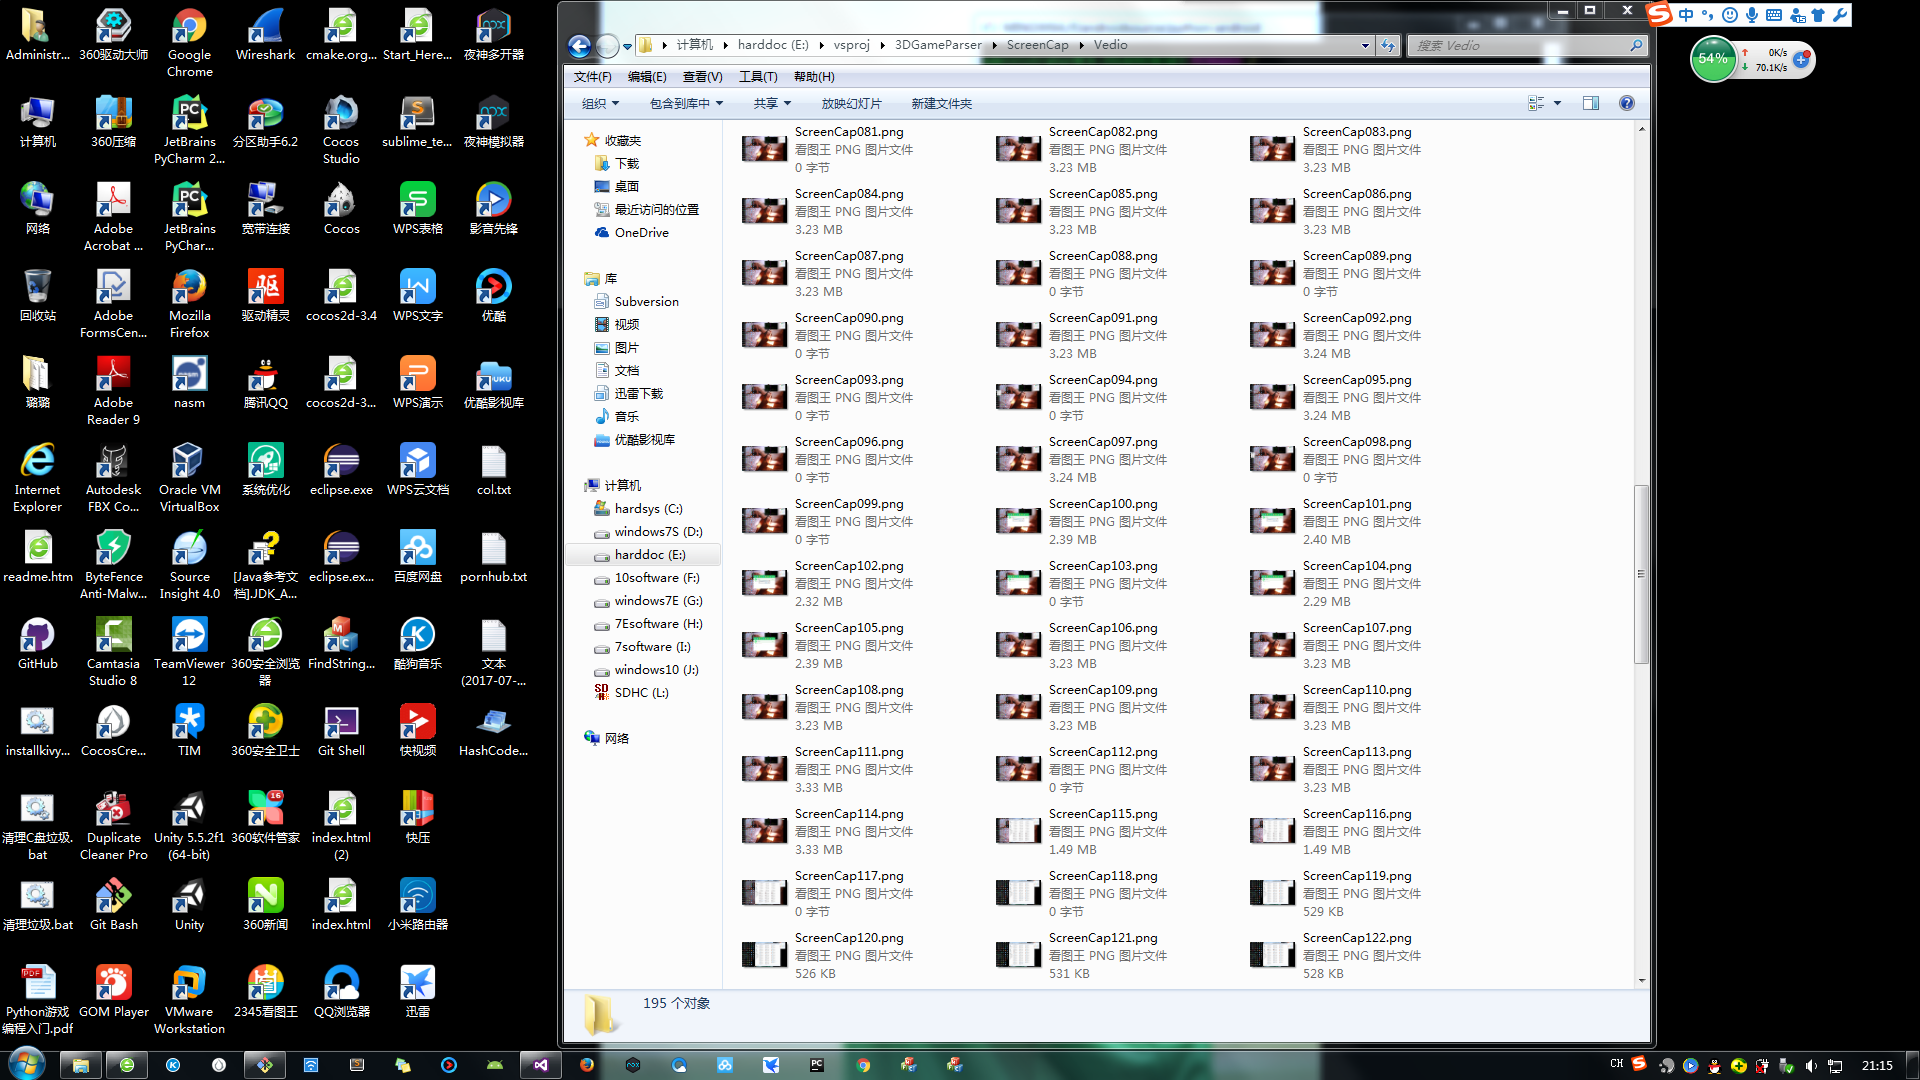 Administr...
360驱动大师
Google Chrome
Wireshark
cmake.org...
Start_Here...
夜神多开器
计算机
360压缩
JetBrains PyCharm 2...
分区助手6.2
Cocos Studio
sublime_te...
夜神模拟器
网络
Adobe Acrobat ...
JetBrains PyChar...
宽带连接
Cocos
WPS表格
影音先锋
回收站
Adobe FormsCen...
Mozilla Firefox
驱动精灵
cocos2d-3.4
WPS文字
优酷
璐璐
Adobe Reader 9
nasm
腾讯QQ
cocos2d-3...
WPS演示
优酷影视库
Internet Explorer
Autodesk FBX Co...
Oracle VM VirtualBox
系统优化
eclipse.exe
WPS云文档
col.txt
readme.htm
ByteFence Anti-Malw...
Source Insight 4.0
[Java参考文档].JDK_A...
eclipse.ex...
百度网盘
pornhub.txt
GitHub
Camtasia Studio 8
TeamViewer 12
360安全浏览器
FindString...
酷狗音乐
文本 (2017-07-...
installkivy...
CocosCre...
TIM
360安全卫士
Git Shell
快视频
HashCode...
清理C盘垃圾.bat
Duplicate Cleaner Pro
Unity 5.5.2f1 (64-bit)
360软件管家
index.html (2)
快压
清理垃圾.bat
Git Bash
Unity
360新闻
index.html
小米路由器
Python游戏编程入门.pdf
GOM Player
VMware Workstation
2345看图王
QQ浏览器
迅雷
计算机 harddoc (E:) vsproj 3DGameParser ScreenCap Vedio
搜索 Vedio
文件(F) 编辑(E) 查看(V) 工具(T) 帮助(H)
组织 包含到库中 共享 放映幻灯片 新建文件夹
收藏夹
下载
桌面
最近访问的位置
OneDrive
库
Subversion
视频
图片
文档
迅雷下载
音乐
优酷影视库
计算机
hardsys (C:)
windows7S (D:)
harddoc (E:)
10software (F:)
windows7E (G:)
7Esoftware (H:)
7software (I:)
windows10 (J:)
SDHC (L:)
网络
ScreenCap081.png ScreenCap082.png ScreenCap083.png
看图王 PNG 图片文件 看图王 PNG 图片文件 看图王 PNG 图片文件
0 字节 3.23 MB 3.23 MB
ScreenCap084.png ScreenCap085.png ScreenCap086.png
看图王 PNG 图片文件 看图王 PNG 图片文件 看图王 PNG 图片文件
3.23 MB 3.23 MB 3.23 MB
ScreenCap087.png ScreenCap088.png ScreenCap089.png
看图王 PNG 图片文件 看图王 PNG 图片文件 看图王 PNG 图片文件
3.23 MB 0 字节 0 字节
ScreenCap090.png ScreenCap091.png ScreenCap092.png
看图王 PNG 图片文件 看图王 PNG 图片文件 看图王 PNG 图片文件
0 字节 3.23 MB 3.24 MB
ScreenCap093.png ScreenCap094.png ScreenCap095.png
看图王 PNG 图片文件 看图王 PNG 图片文件 看图王 PNG 图片文件
0 字节 0 字节 3.24 MB
ScreenCap096.png ScreenCap097.png ScreenCap098.png
看图王 PNG 图片文件 看图王 PNG 图片文件 看图王 PNG 图片文件
0 字节 3.24 MB 0 字节
ScreenCap099.png ScreenCap100.png ScreenCap101.png
看图王 PNG 图片文件 看图王 PNG 图片文件 看图王 PNG 图片文件
0 字节 2.39 MB 2.40 MB
ScreenCap102.png ScreenCap103.png ScreenCap104.png
看图王 PNG 图片文件 看图王 PNG 图片文件 看图王 PNG 图片文件
2.32 MB 0 字节 2.29 MB
ScreenCap105.png ScreenCap106.png ScreenCap107.png
看图王 PNG 图片文件 看图王 PNG 图片文件 看图王 PNG 图片文件
2.39 MB 3.23 MB 3.23 MB
ScreenCap108.png ScreenCap109.png ScreenCap110.png
看图王 PNG 图片文件 看图王 PNG 图片文件 看图王 PNG 图片文件
3.23 MB 3.23 MB 3.23 MB
ScreenCap111.png ScreenCap112.png ScreenCap113.png
看图王 PNG 图片文件 看图王 PNG 图片文件 看图王 PNG 图片文件
3.33 MB 0 字节 3.23 MB
ScreenCap114.png ScreenCap115.png ScreenCap116.png
看图王 PNG 图片文件 看图王 PNG 图片文件 看图王 PNG 图片文件
3.33 MB 1.49 MB 1.49 MB
ScreenCap117.png ScreenCap118.png ScreenCap119.png
看图王 PNG 图片文件 看图王 PNG 图片文件 看图王 PNG 图片文件
0 字节 0 字节 529 KB
ScreenCap120.png ScreenCap121.png ScreenCap122.png
看图王 PNG 图片文件 看图王 PNG 图片文件 看图王 PNG 图片文件
526 KB 531 KB 528 KB
195 个对象
中
54%
0K/s
70.1K/s
CH
21:15